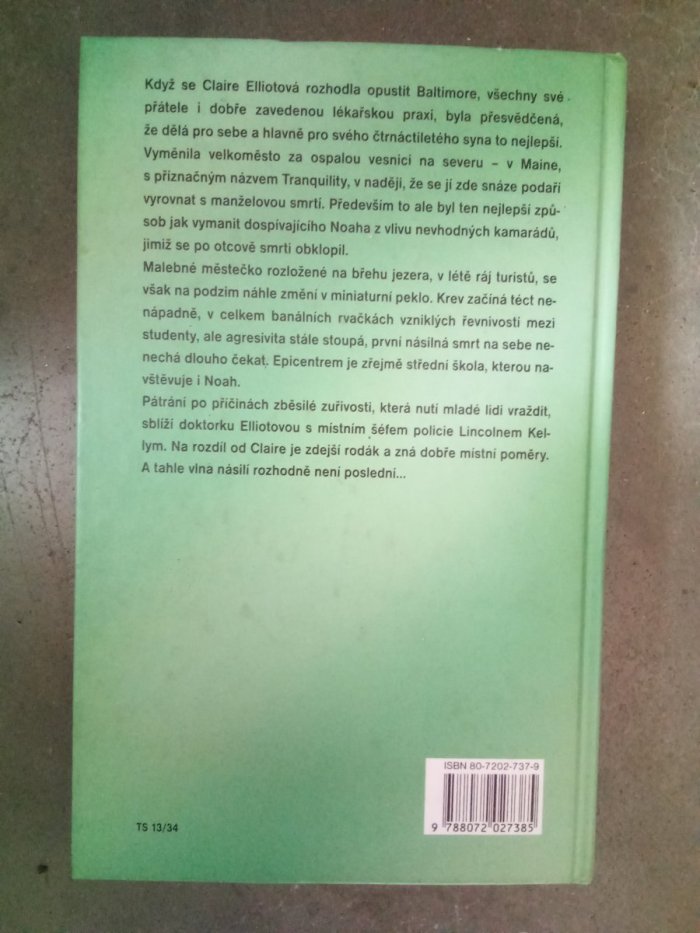 Když se Claire Elliotová rozhodla opustit Baltimore, všechny své
přátele i dobře zavedenou lékařskou praxi, byla přesvědčená,
že dělá pro sebe a hlavně pro svého čtrnáctiletého syna to nejlepší.
Vyměnila velkoměsto za ospalou vesnici na severu – v Maine,
s příznačným názvem Tranquility, v naději, že se jí zde snáze podaří
vyrovnat s manželovou smrtí. Především to ale byl ten nejlepší způ-
sob jak vymanit dospívajícího Noaha z vlivu nevhodných kamarádů,
jimiž se po otcově smrti obklopil.
Malebné městečko rozložené na břehu jezera, v létě ráj turistů, se
však na podzim náhle změní v miniaturní peklo. Krev začíná téct ne-
nápadně, v celkem banálních rvačkách vzniklých řevnivostí mezi
studenty, ale agresivita stále stoupá, první násilná smrt na sebe ne-
nechá dlouho čekat. Epicentrem je zřejmě střední škola, kterou na-
vštěvuje i Noah.
Pátrání po příčinách zběsilé zuřivosti, která nutí mladé lidi vraždit,
sblíží doktorku Elliotovou s místním šéfem policie Lincolnem Kel-
lym. Na rozdíl od Claire je zdejší rodák a zná dobře místní poměry.
A tahle vlna násilí rozhodně není poslední...
ISBN 80-7202-737-9
9 788072 027385
TS 13/34